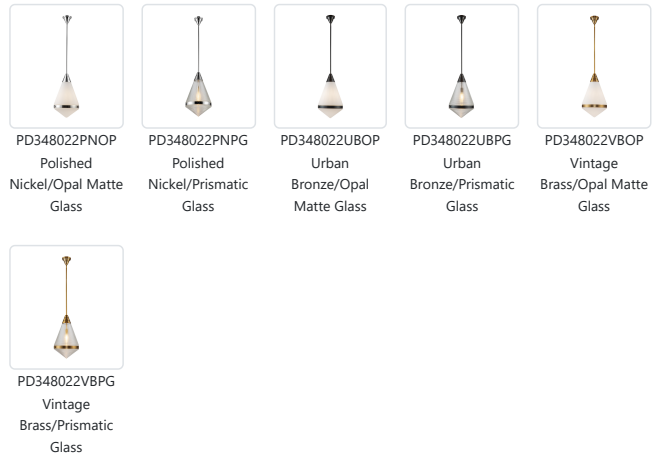 PD348022PNOP
Polished
Nickel/Opal Matte
Glass
PD348022PNPG
Polished
Nickel/Prismatic
Glass
PD348022UBOP
Urban
Bronze/Opal
Matte Glass
PD348022UBPG
Urban
Bronze/Prismatic
Glass
PD348022VBOP
Vintage
Brass/Opal Matte
Glass
PD348022VBPG
Vintage
Brass/Prismatic
Glass